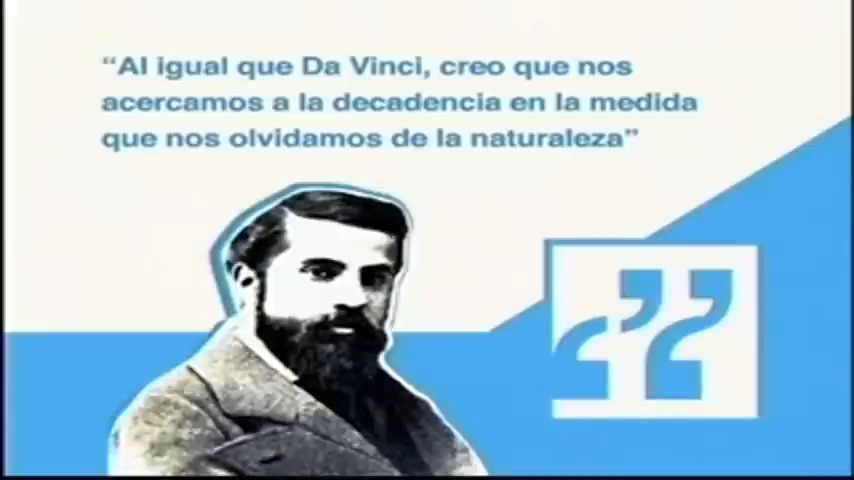 “Al igual que Da Vinci, creo que nos
acercamos a la decadencia en la medida
que nos olvidamos de la naturaleza”